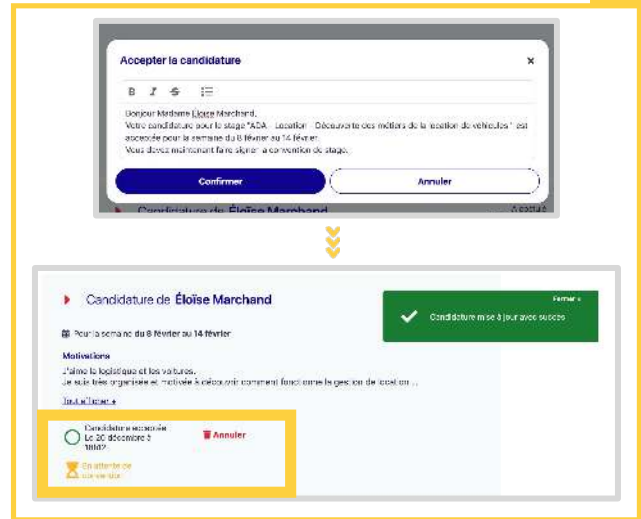 Accepter la candidature
×
B I S
Bonjour Madame Éloïse Marchand,
Votre candidature pour le stage "ADA - Location - Découverte des métiers de la location de véhicules " est
acceptée pour la semaine du 8 février au 14 février.
Vous devez maintenant faire signer la convention de stage.
Confirmer
Annuler
Candidature de Éloïse Marchand
Candidature de Éloïse Marchand
Fermer ×
Candidature mise à jour avec succès
Pour la semaine du 8 février au 14 février
Motivations
J'aime la logistique et les voitures.
Je suis très organisée et motivée à découvrir comment fonctionne la gestion de location ...
Tout afficher +
Candidature acceptée
Le 20 décembre à
16h12
Annuler
En attente de
convention